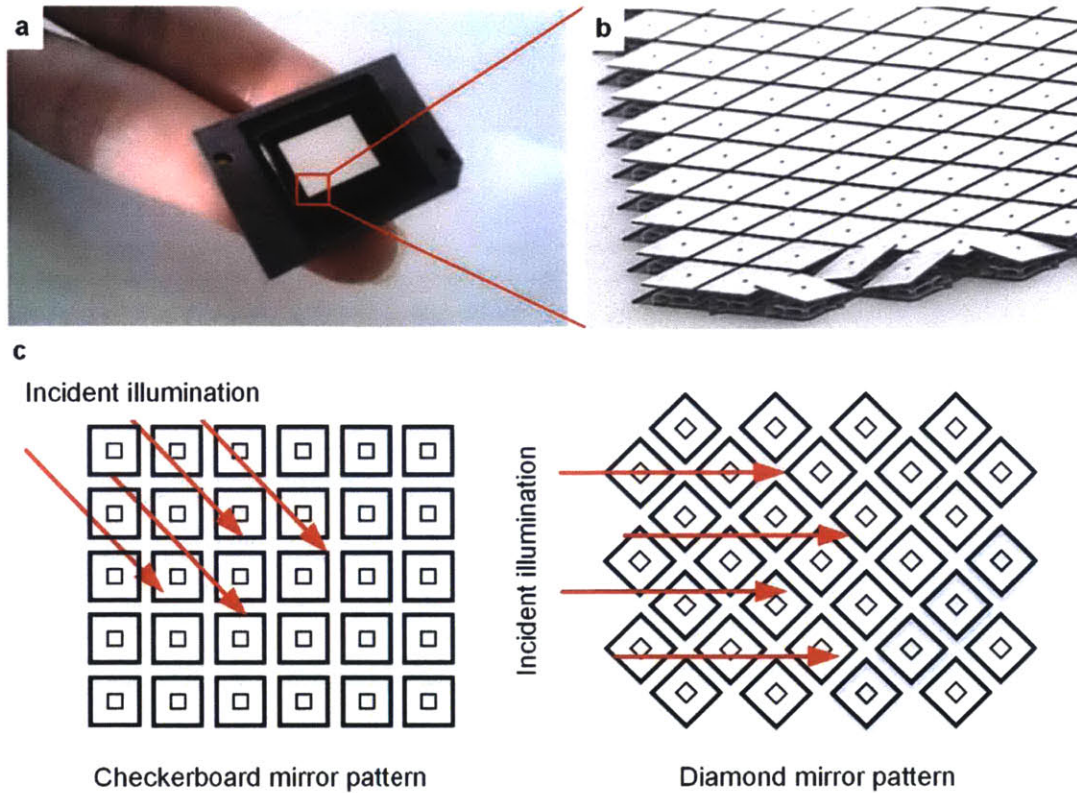 a
b
c
Incident illumination
Incident illumination
Checkerboard mirror pattern
Diamond mirror pattern